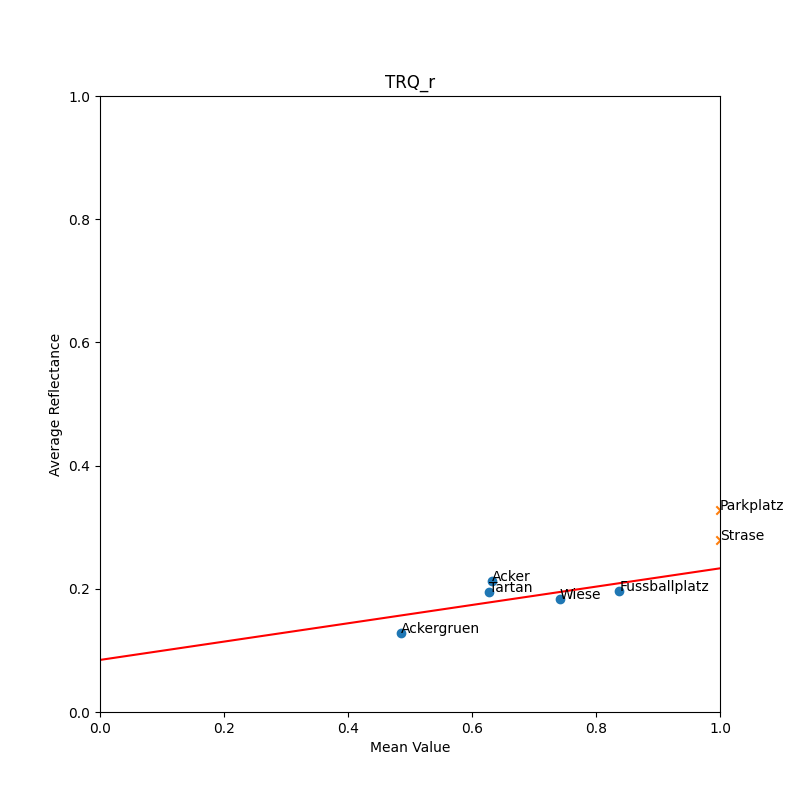 TRQ_r
1.0
0.8
0.6
0.4
0.2
0.0
Average Reflectance
Parkplatz
Strase
Acker
Tartan
Fussballplatz
Wiese
Ackergruen
0.0 0.2 0.4 0.6 0.8 1.0
Mean Value